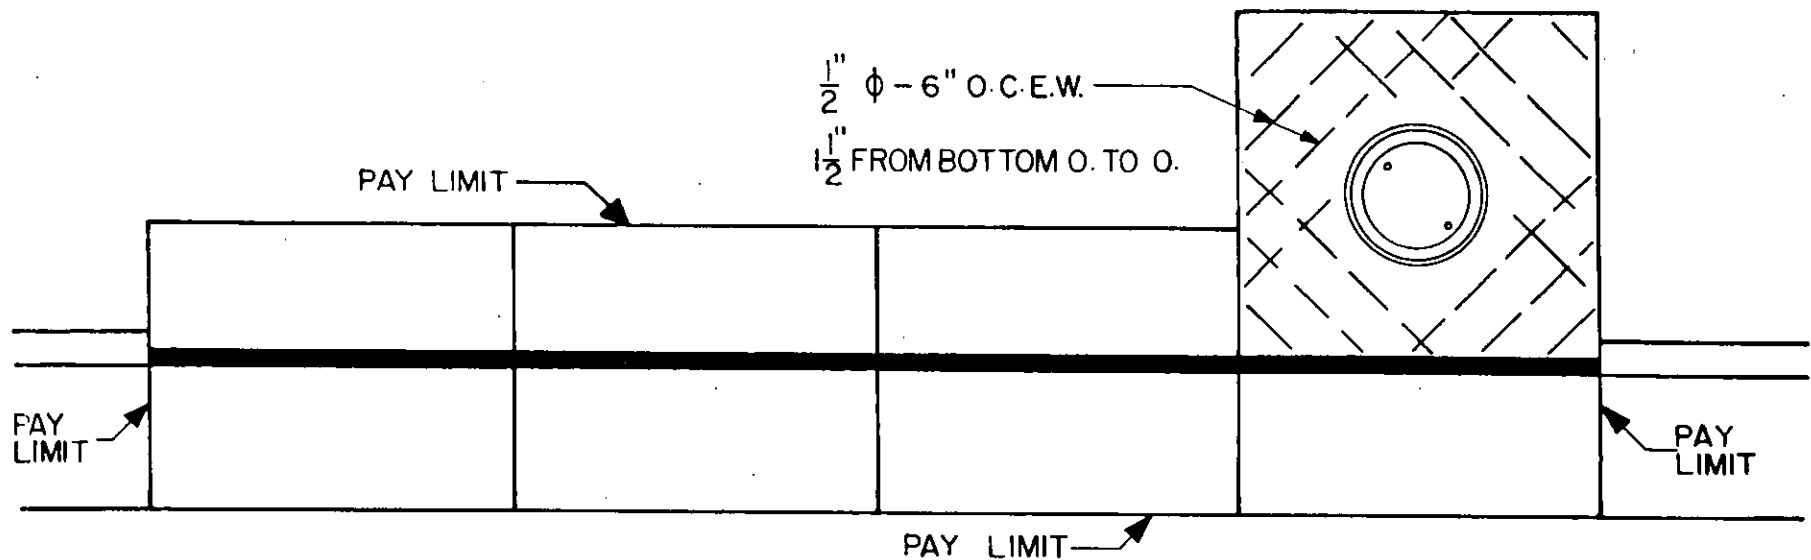 1/2" ϕ - 6" O.C.E.W.
1 1/2" FROM BOTTOM O. TO O.
PAY LIMIT
PAY
LIMIT
PAY
LIMIT
PAY LIMIT